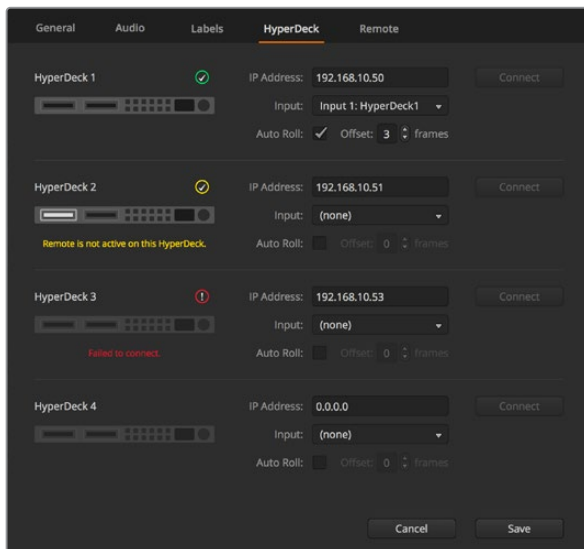 General Audio Labels HyperDeck Remote
HyperDeck 1 IP Address: 192.168.10.50 Connect
Input: Input 1: HyperDeck1
Auto Roll: Offset: 3 frames
HyperDeck 2 IP Address: 192.168.10.51 Connect
Input: (none)
Remote is not active on this HyperDeck. Auto Roll: Offset: 0 frames
HyperDeck 3 IP Address: 192.168.10.53 Connect
Input: (none)
Failed to connect Auto Roll: Offset: 0 frames
HyperDeck 4 IP Address: 0.0.0.0 Connect
Input: (none)
Auto Roll: Offset: 0 frames
Cancel Save